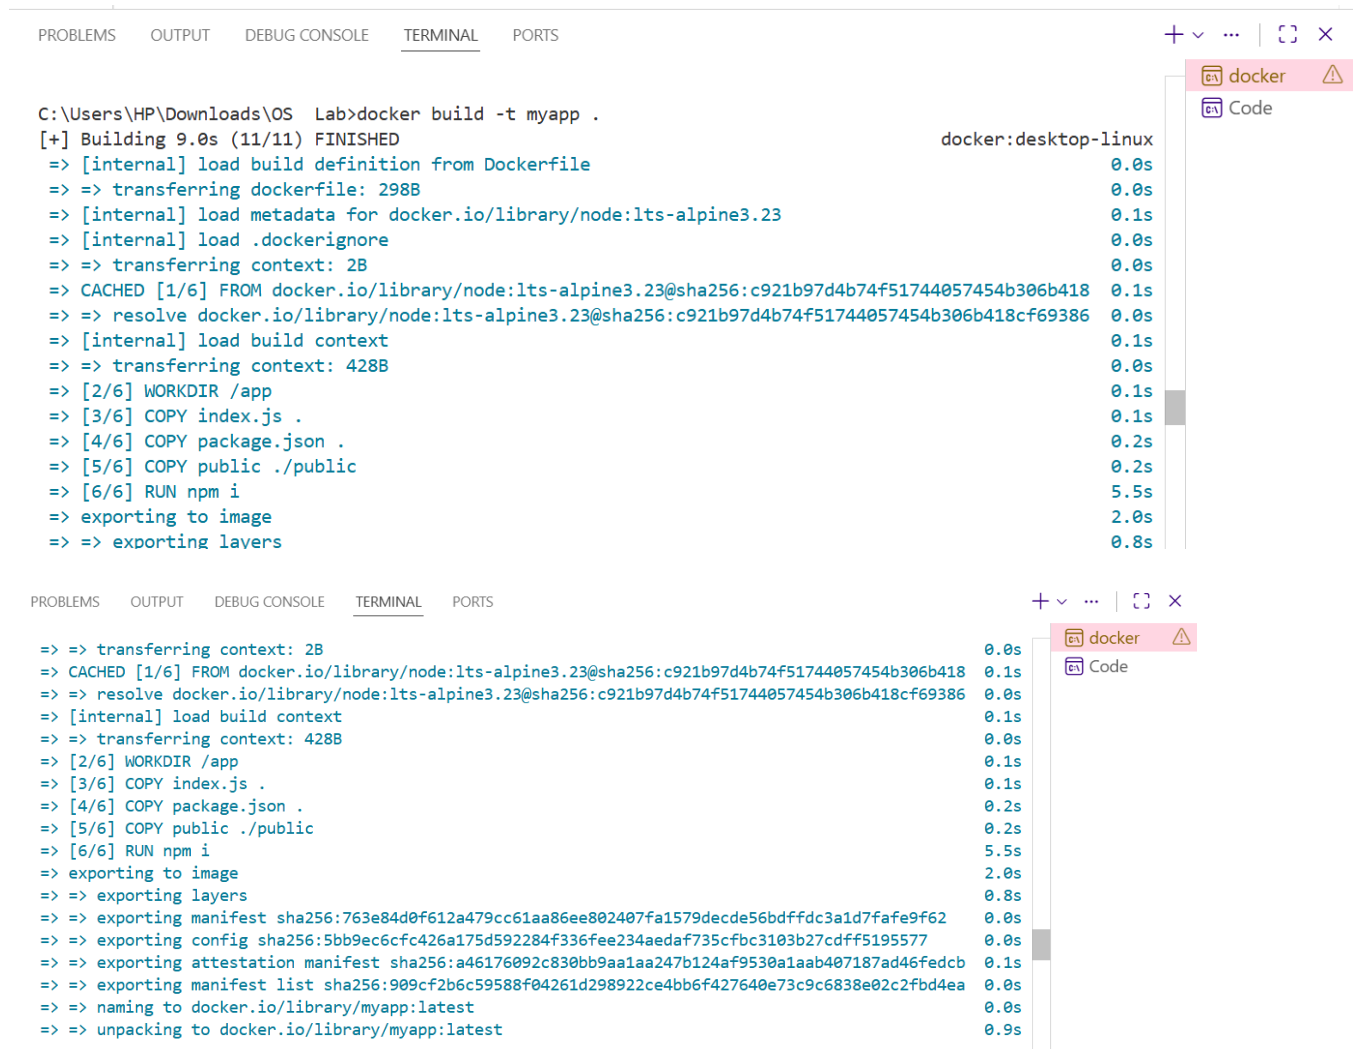 PROBLEMS OUTPUT DEBUG CONSOLE TERMINAL PORTS
docker
Code
C:\Users\HP\Downloads\OS  Lab>docker build -t myapp .
[+] Building 9.0s (11/11) FINISHED docker:desktop-linux
=> [internal] load build definition from Dockerfile 0.0s
=> => transferring dockerfile: 298B 0.0s
=> [internal] load metadata for docker.io/library/node:lts-alpine3.23 0.1s
=> [internal] load .dockerignore 0.0s
=> => transferring context: 2B 0.0s
=> CACHED [1/6] FROM docker.io/library/node:lts-alpine3.23@sha256:c921b97d4b74f51744057454b306b418 0.1s
=> => resolve docker.io/library/node:lts-alpine3.23@sha256:c921b97d4b74f51744057454b306b418cf69386 0.0s
=> [internal] load build context 0.1s
=> => transferring context: 428B 0.0s
=> [2/6] WORKDIR /app 0.1s
=> [3/6] COPY index.js . 0.1s
=> [4/6] COPY package.json . 0.2s
=> [5/6] COPY public ./public 0.2s
=> [6/6] RUN npm i 5.5s
=> exporting to image 2.0s
=> => exporting layers 0.8s
PROBLEMS OUTPUT DEBUG CONSOLE TERMINAL PORTS
docker
Code
=> => transferring context: 2B 0.0s
=> CACHED [1/6] FROM docker.io/library/node:lts-alpine3.23@sha256:c921b97d4b74f51744057454b306b418 0.1s
=> => resolve docker.io/library/node:lts-alpine3.23@sha256:c921b97d4b74f51744057454b306b418cf69386 0.0s
=> [internal] load build context 0.1s
=> => transferring context: 428B 0.0s
=> [2/6] WORKDIR /app 0.1s
=> [3/6] COPY index.js . 0.1s
=> [4/6] COPY package.json . 0.2s
=> [5/6] COPY public ./public 0.2s
=> [6/6] RUN npm i 5.5s
=> exporting to image 2.0s
=> => exporting layers 0.8s
=> => exporting manifest sha256:763e84d0f612a479cc61aa86ee802407fa1579decde56bdffdc3a1d7fafe9f62 0.0s
=> => exporting config sha256:5bb9ec6cfc426a175d592284f336fee234aedaf735cfbc3103b27cdff5195577 0.0s
=> => exporting attestation manifest sha256:a46176092c830bb9aa1aa247b124af9530a1aab407187ad46fedcb 0.1s
=> => exporting manifest list sha256:909cf2b6c59588f04261d298922ce4bb6f427640e73c9c6838e02c2fbd4ea 0.0s
=> => naming to docker.io/library/myapp:latest 0.0s
=> => unpacking to docker.io/library/myapp:latest 0.9s